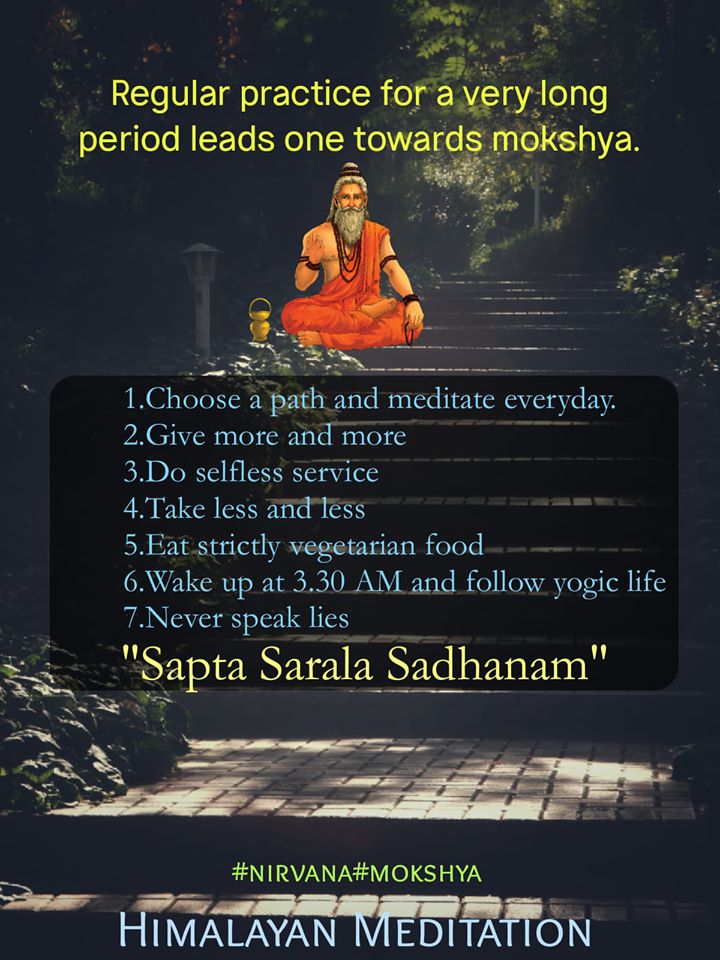 Regular practice for a very long
period leads one towards mokshya.
1.Choose a path and meditate everyday.
2.Give more and more
3.Do selfless service
4.Take less and less
5.Eat strictly vegetarian food
6.Wake up at 3.30 AM and follow yogic life
7.Never speak lies
"Sapta Sarala Sadhanam"
#NIRVANA#MOKSHYA
HIMALAYAN MEDITATION